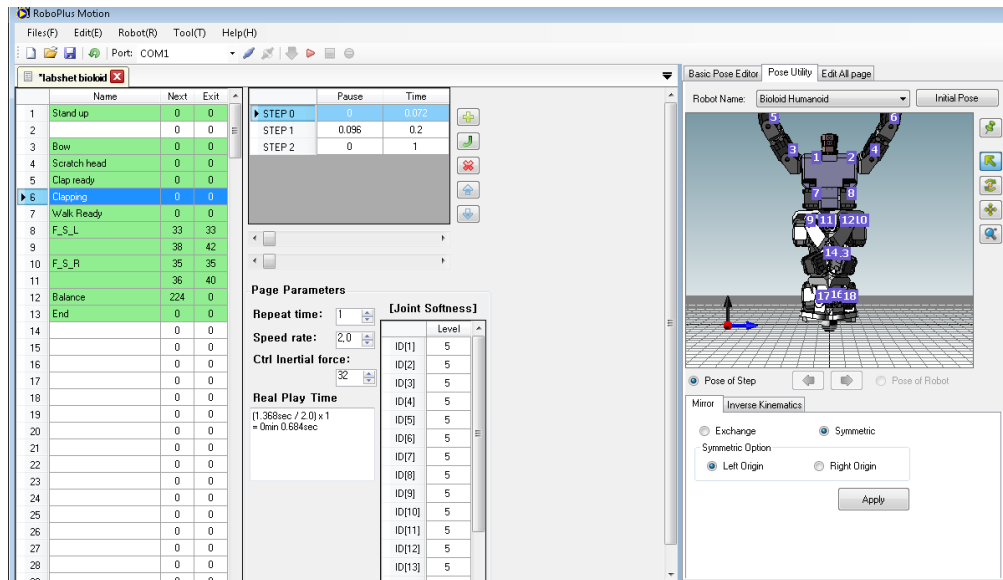 RoboPlus Motion
Files(F) Edit(E) Robot(R) Tool(T) Help(H)
Port: COM1
*labshet bioloid
Name Next Exit
1 Stand up 0 0
2 0 0
3 Bow 0 0
4 Scratch head 0 0
5 Clap ready 0 0
6 Clapping 0 0
7 Walk Ready 0 0
8 F_S_L 33 33
9 38 42
10 F_S_R 35 35
11 36 40
12 Balance 224 0
13 End 0 0
14 0 0
15 0 0
16 0 0
17 0 0
18 0 0
19 0 0
20 0 0
21 0 0
22 0 0
23 0 0
24 0 0
25 0 0
26 0 0
27 0 0
28 0 0
Pause Time
STEP 0 0 0.072
STEP 1 0.096 0.2
STEP 2 0 1
Page Parameters
Repeat time: 1
Speed rate: 2,0
Ctrl Inertial force:
32
Real Play Time
(1.368sec / 2.0) x 1
= 0min 0.684sec
[Joint Softness]
Level
ID[1] 5
ID[2] 5
ID[3] 5
ID[4] 5
ID[5] 5
ID[6] 5
ID[7] 5
ID[8] 5
ID[9] 5
ID[10] 5
ID[11] 5
ID[12] 5
ID[13] 5
Basic Pose Editor Pose Utility Edit All page
Robot Name: Bioloid Humanoid Initial Pose
5 6
3 1 2 4
7 8
9 11 12
14
17 16 18
Pose of Step Pose of Robot
Mirror Inverse Kinematics
Exchange Symmetric
Symmetric Option
Left Origin Right Origin
Apply